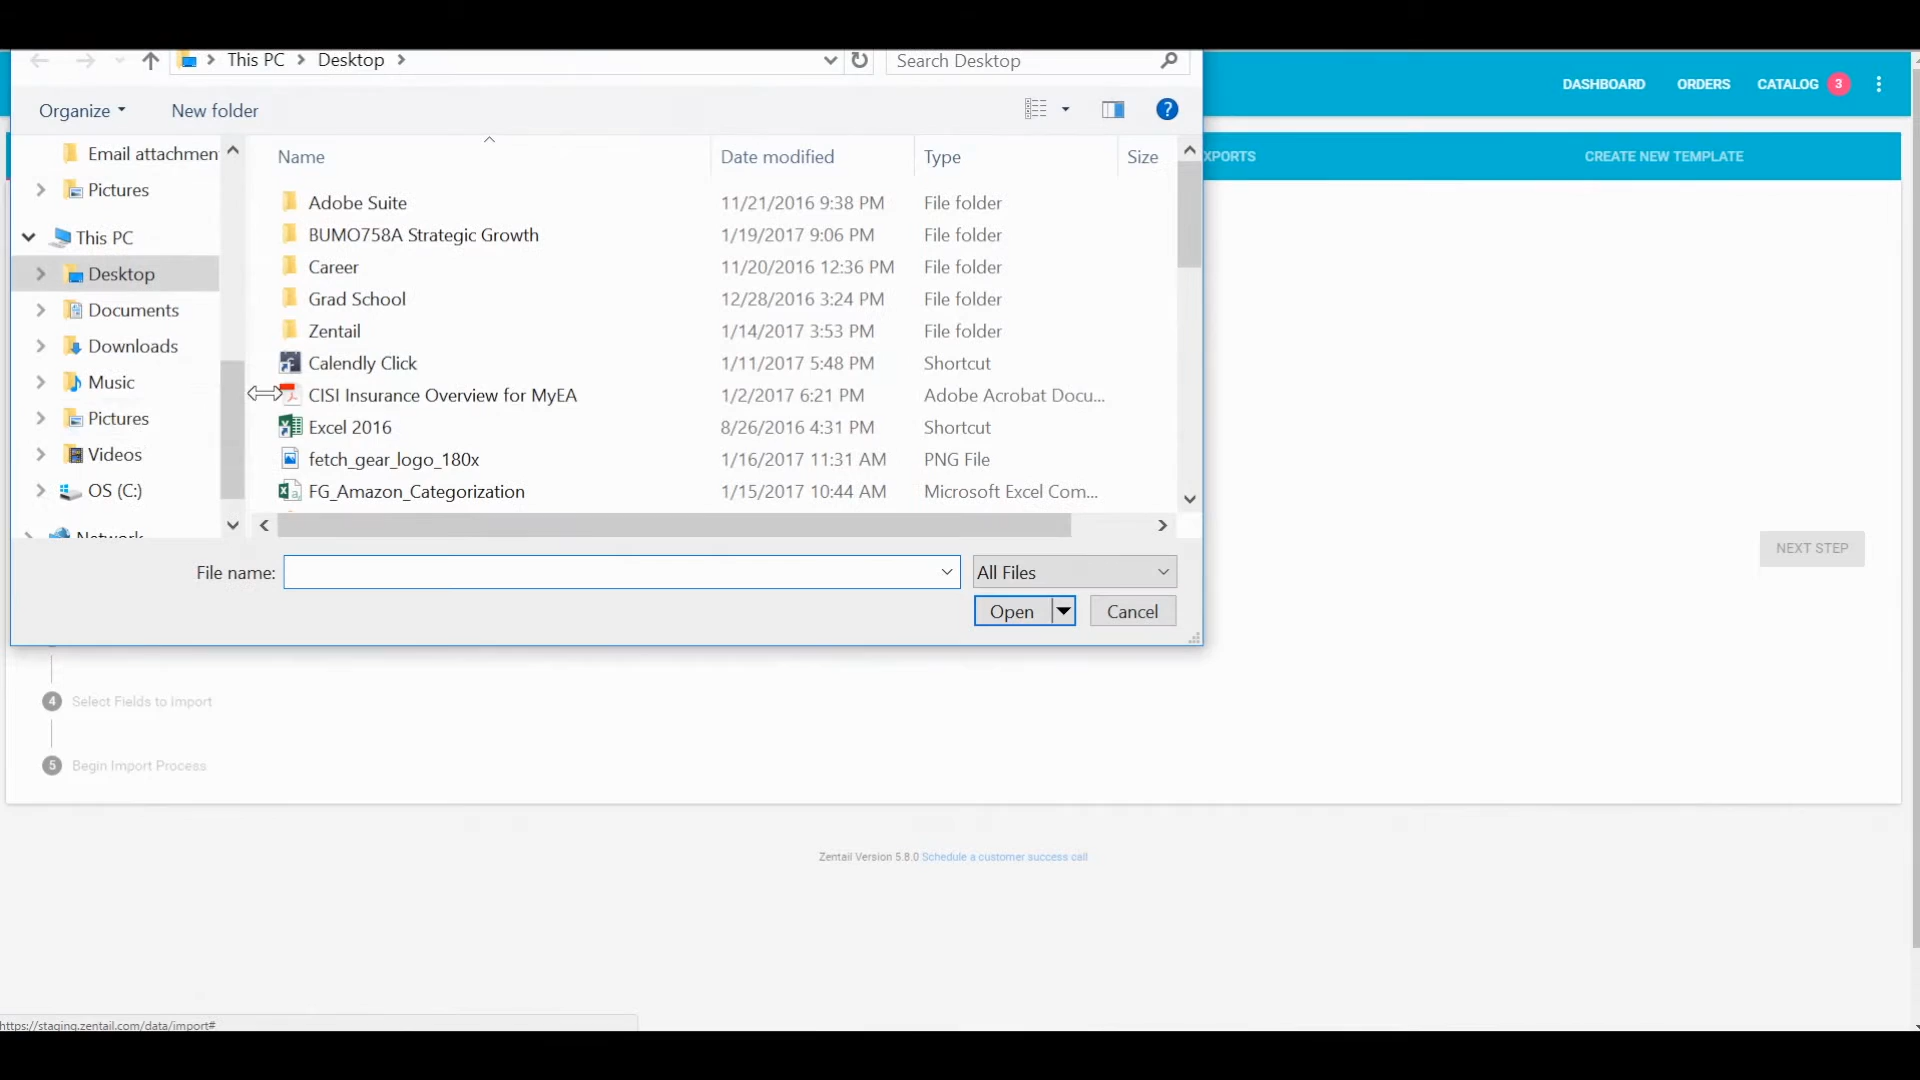 This PC > Desktop >
Search Desktop
DASHBOARD ORDERS CATALOG 3
Organize New folder
Name Date modified Type Size
XPORTS CREATE NEW TEMPLATE
Email attachmen
Pictures
This PC
Desktop
Documents
Downloads
Music
Pictures
Videos
OS (C:)
Network
Adobe Suite 11/21/2016 9:38 PM File folder
BUMO758A Strategic Growth 1/19/2017 9:06 PM File folder
Career 11/20/2016 12:36 PM File folder
Grad School 12/28/2016 3:24 PM File folder
Zentail 1/14/2017 3:53 PM File folder
Calendly Click 1/11/2017 5:48 PM Shortcut
CISI Insurance Overview for MyEA 1/2/2017 6:21 PM Adobe Acrobat Docu...
Excel 2016 8/26/2016 4:31 PM Shortcut
fetch_gear_logo_180x 1/16/2017 11:31 AM PNG File
FG_Amazon_Categorization 1/15/2017 10:44 AM Microsoft Excel Com...
NEXT STEP
File name: All Files
Open Cancel
4 Select Fields to Import
5 Begin Import Process
Zentail Version 5.8.0 Schedule a customer success call
https://staging.zentail.com/data/import#